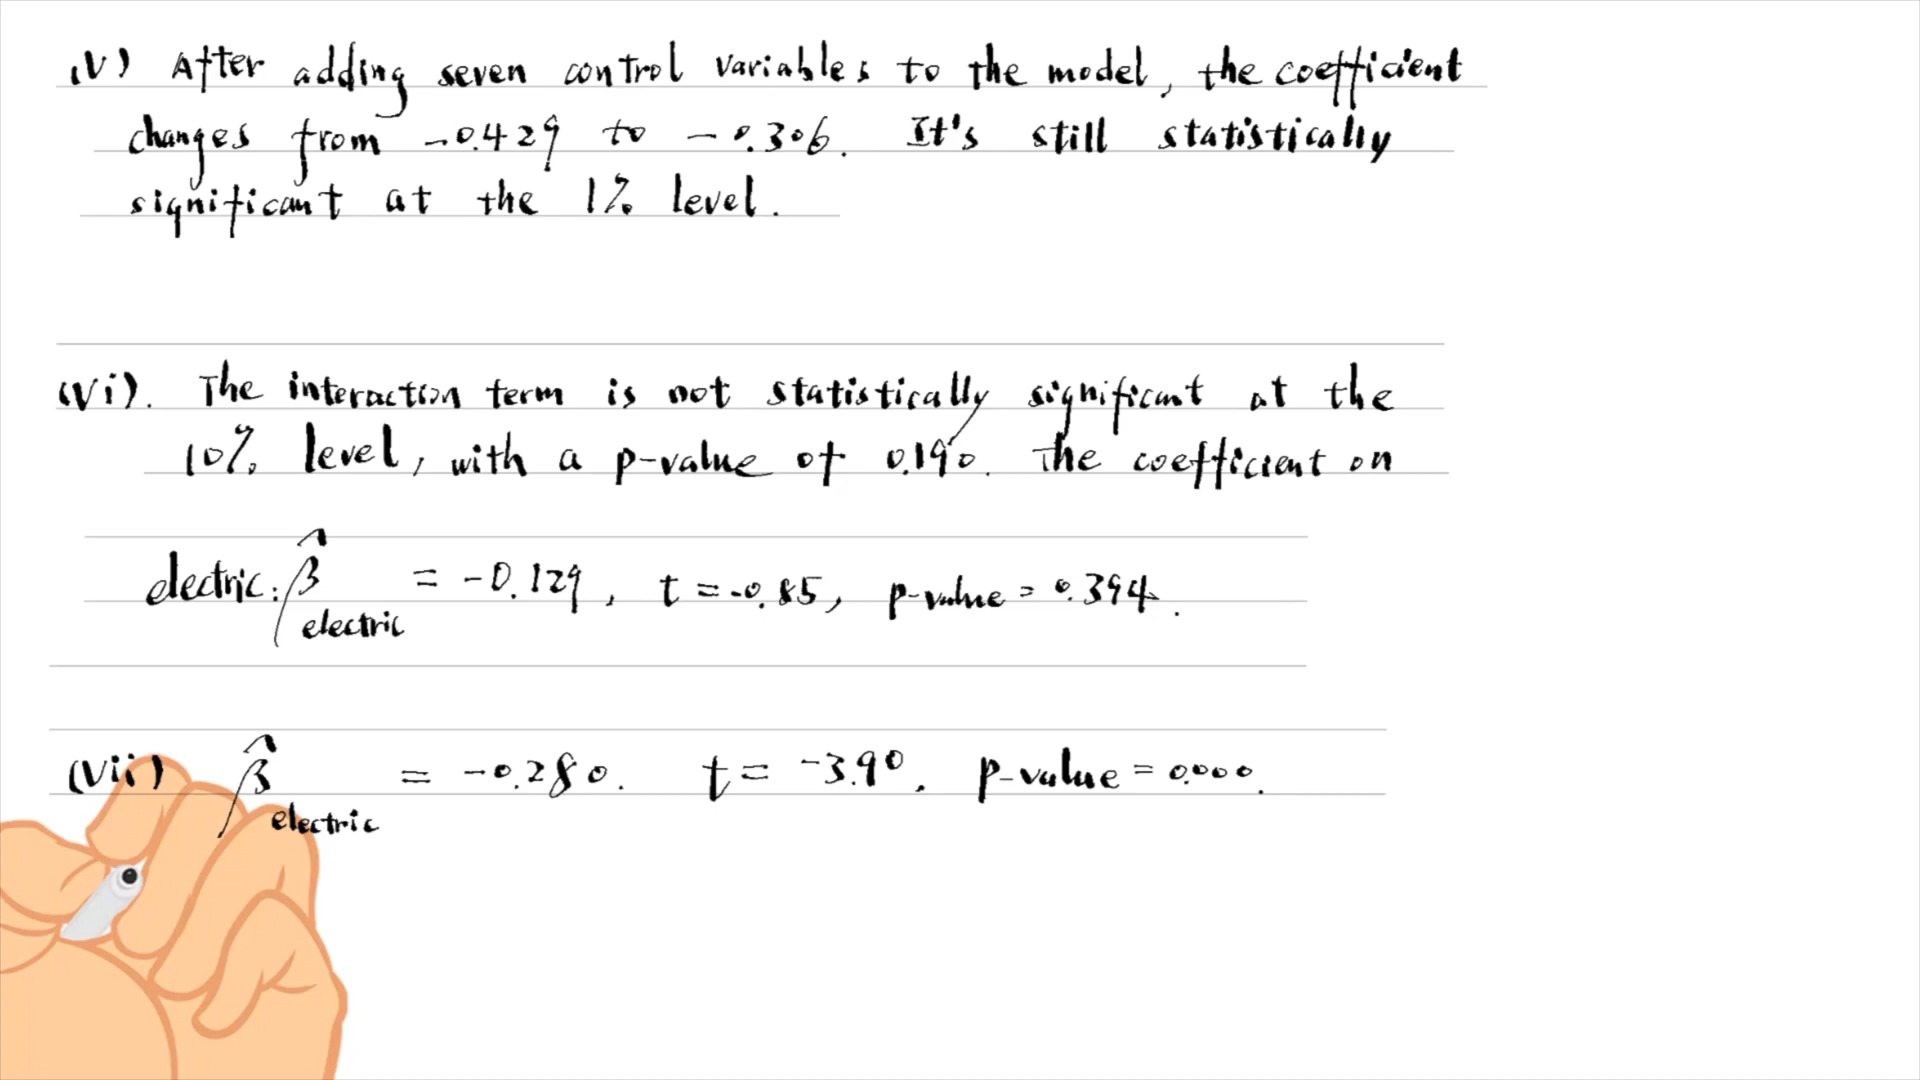 (V) After adding seven control variables to the model, the coefficient
changes from -0.429 to -0.306. It's still statistically
significant at the 1% level.
(Vi). The interaction term is not statistically significant at the
10% level, with a p-value of 0.190. The coefficient on
electric: β̂electric = -0.129, t = -0.85, p-value = 0.394.
(Vii) β̂electric = -0.280. t = -3.90. p-value = 0.000.